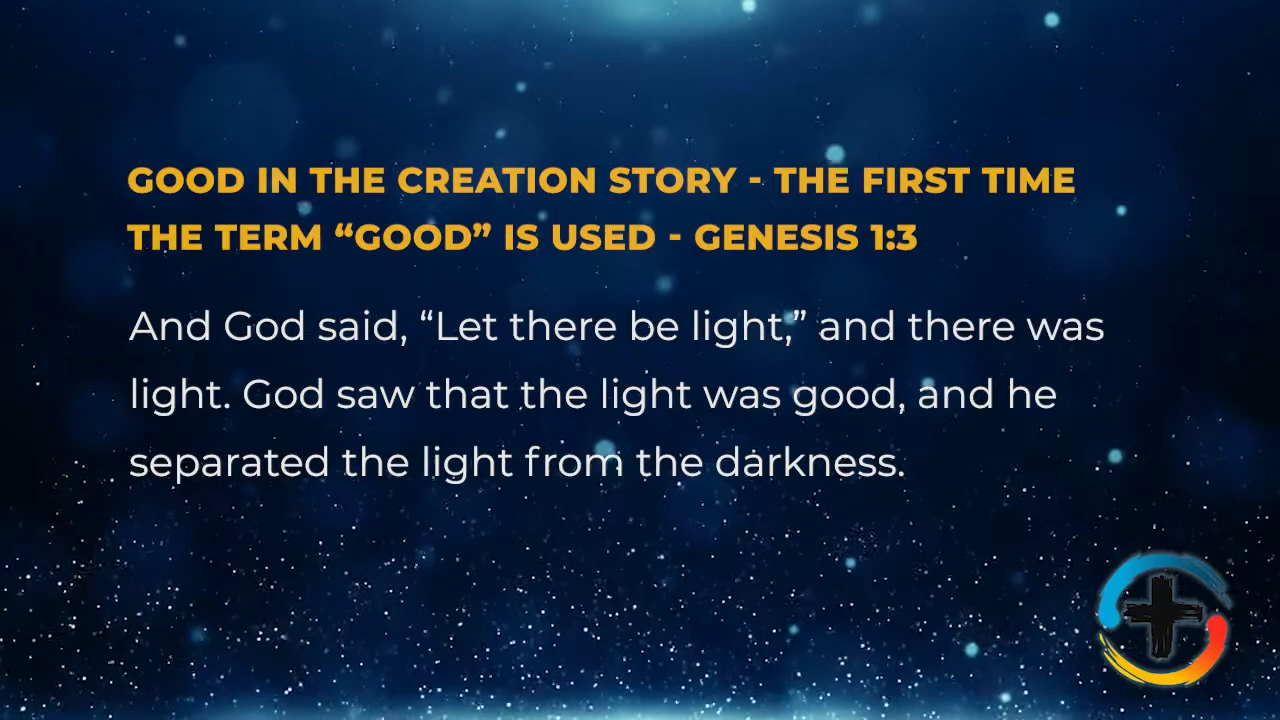 GOOD IN THE CREATION STORY - THE FIRST TIME
THE TERM “GOOD” IS USED - GENESIS 1:3
And God said, “Let there be light,” and there was
light. God saw that the light was good, and he
separated the light from the darkness.